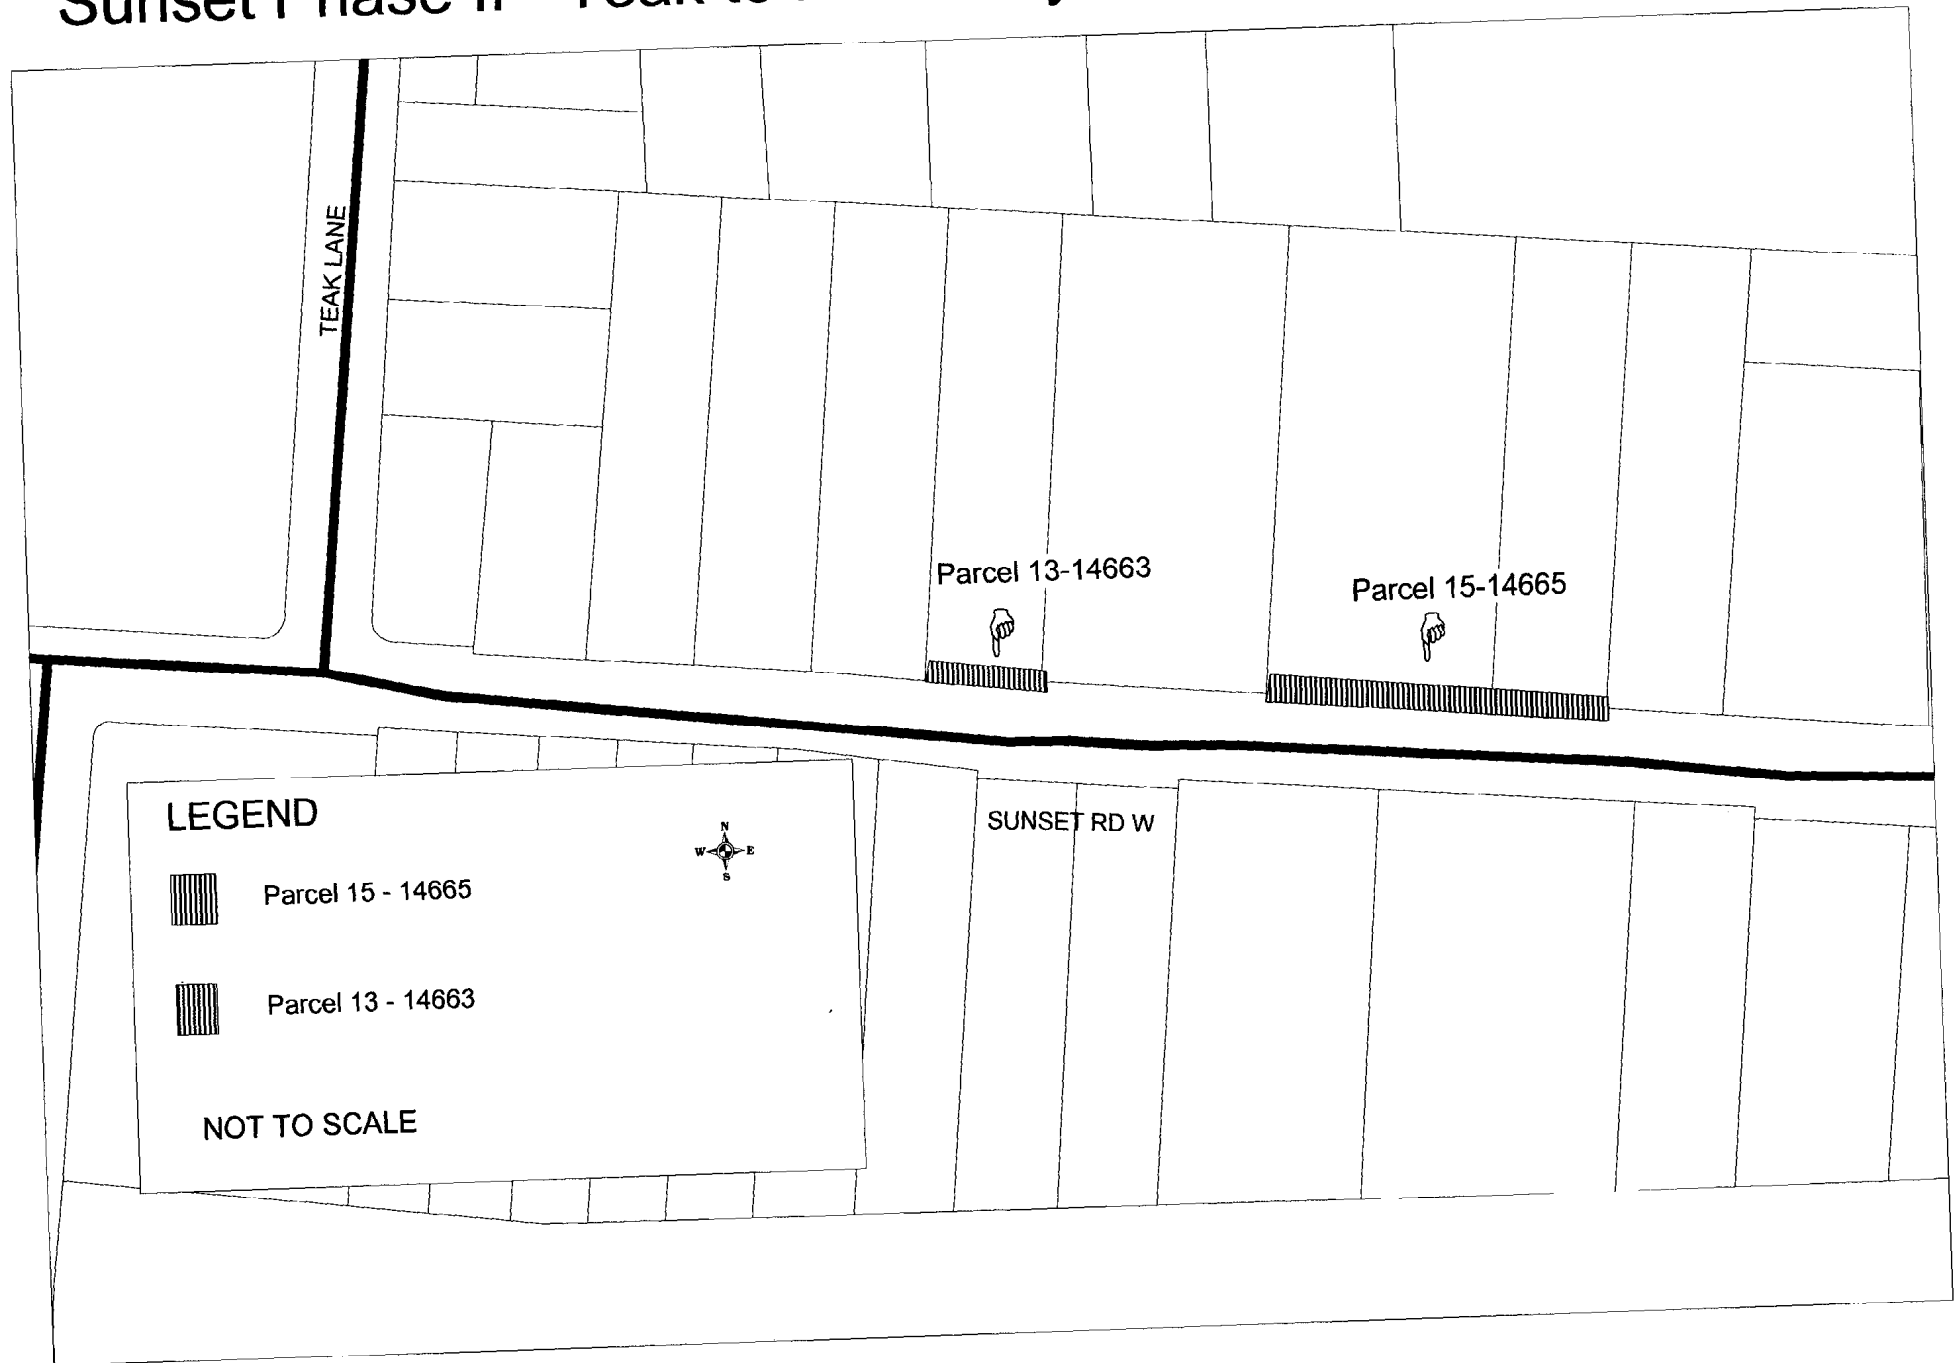 Sunset Phase II - Teak to
TEAK LANE
Parcel 13-14663
Parcel 15-14665
SUNSET RD W
LEGEND
N
W E
S
Parcel 15 - 14665
Parcel 13 - 14663
NOT TO SCALE